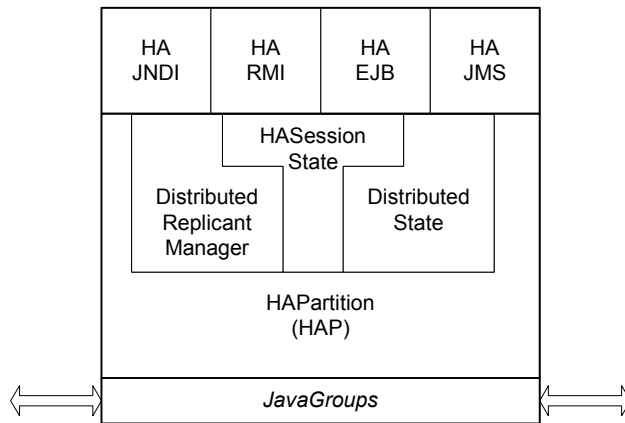 HA
JNDI
HA
RMI
HA
EJB
HA
JMS
HASession
State
Distributed
Replicant
Manager
Distributed
State
HAPartition
(HAP)
JavaGroups